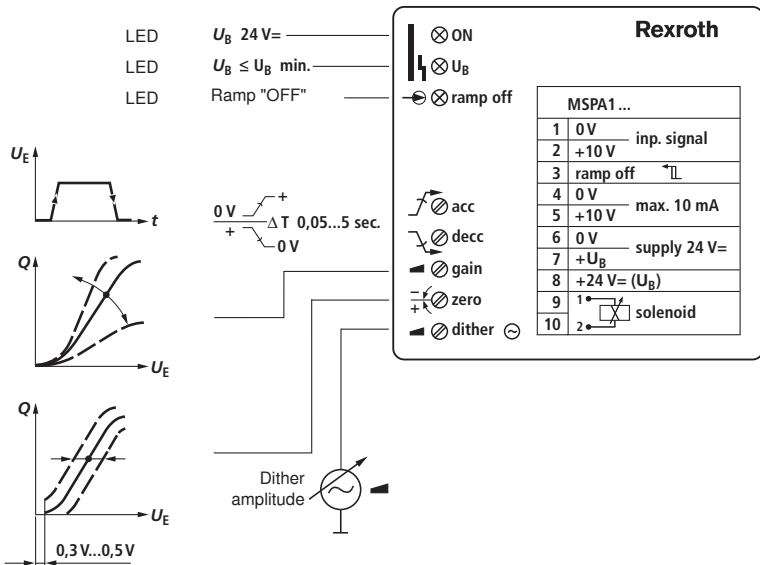 LED U_B 24 V=
LED U_B ≤ U_B min.
LED Ramp "OFF"
ON
U_B
ramp off
Rexroth
MSPA1...
1 0 V
2 +10 V
inp. signal
3 ramp off
4 0 V
5 +10 V
max. 10 mA
6 0 V
7 +U_B
supply 24 V=
8 +24 V= (U_B)
9 1
10 2
solenoid
acc
decc
gain
− + zero
dither
U_E
t
0 V +
Δ T 0,05...5 sec.
+ 0 V
Q
U_E
Q
U_E
0,3 V...0,5 V
Dither
amplitude